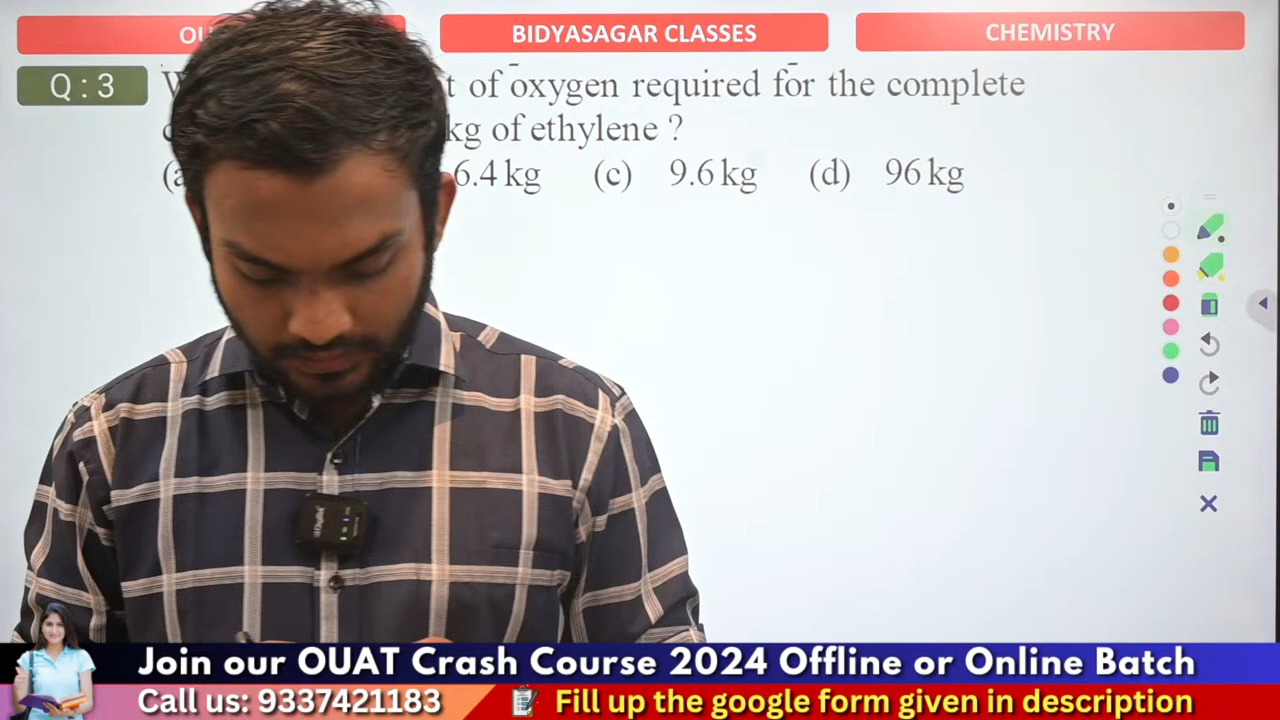 OU
BIDYASAGAR CLASSES
CHEMISTRY
Q : 3
W t of oxygen required for the complete
c kg of ethylene ?
(a 6.4 kg (c) 9.6 kg (d) 96 kg
Join our OUAT Crash Course 2024 Offline or Online Batch
Call us: 9337421183
Fill up the google form given in description